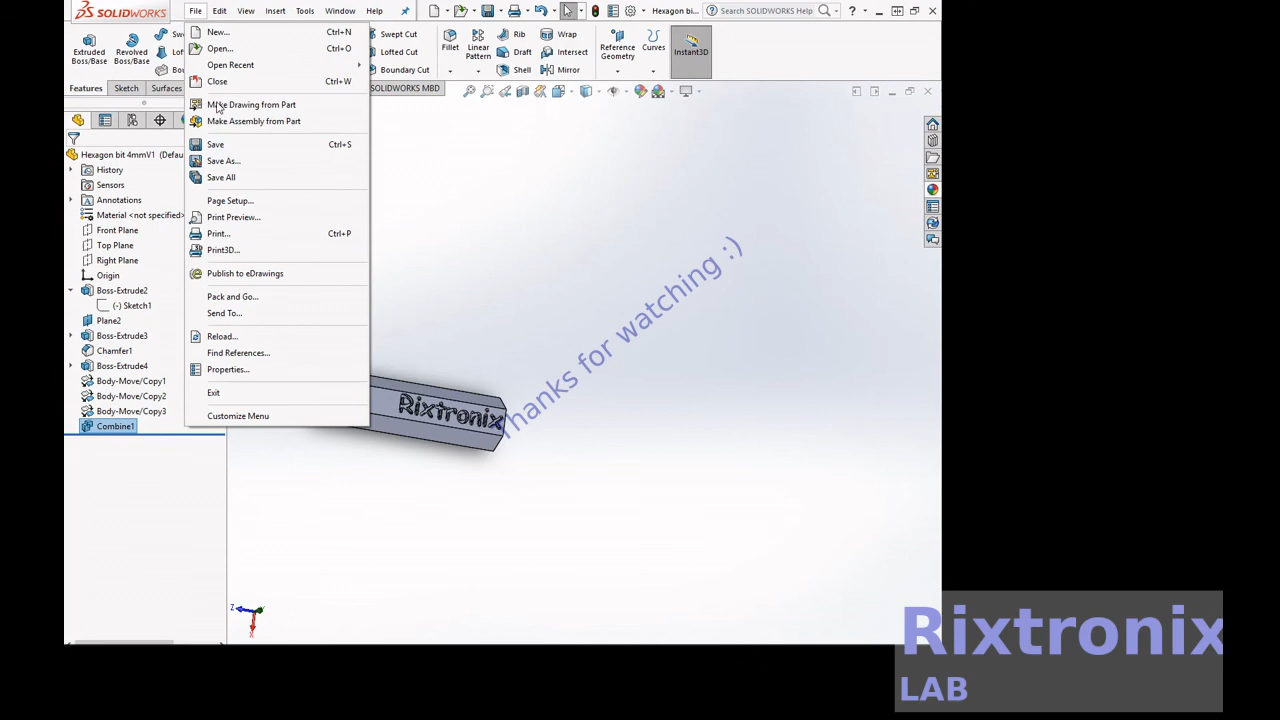 SOLIDWORKS File Edit View Insert Tools Window Help Hexagon bi... Search SOLIDWORKS Help ?
Extruded Boss/Base
Revolved Boss/Base
Swept Cut
Lofted Cut
Boundary Cut
Fillet
Linear Pattern
Rib
Draft
Shell
Wrap
Intersect
Mirror
Reference Geometry
Curves
Instant3D
Features Sketch Surfaces SOLIDWORKS MBD
Hexagon bit 4mmV1 (Defau
History
Sensors
Annotations
Material <not specified>
Front Plane
Top Plane
Right Plane
Origin
Boss-Extrude2
(-) Sketch1
Plane2
Boss-Extrude3
Chamfer1
Boss-Extrude4
Body-Move/Copy1
Body-Move/Copy2
Body-Move/Copy3
Combine1
New... Ctrl+N
Open... Ctrl+O
Open Recent
Close Ctrl+W
Make Drawing from Part
Make Assembly from Part
Save Ctrl+S
Save As...
Save All
Page Setup...
Print Preview...
Print... Ctrl+P
Print3D...
Publish to eDrawings
Pack and Go...
Send To...
Reload...
Find References...
Properties...
Exit
Customize Menu
Thanks for watching :)
Rixtronix
Z
X
Rixtronix
LAB